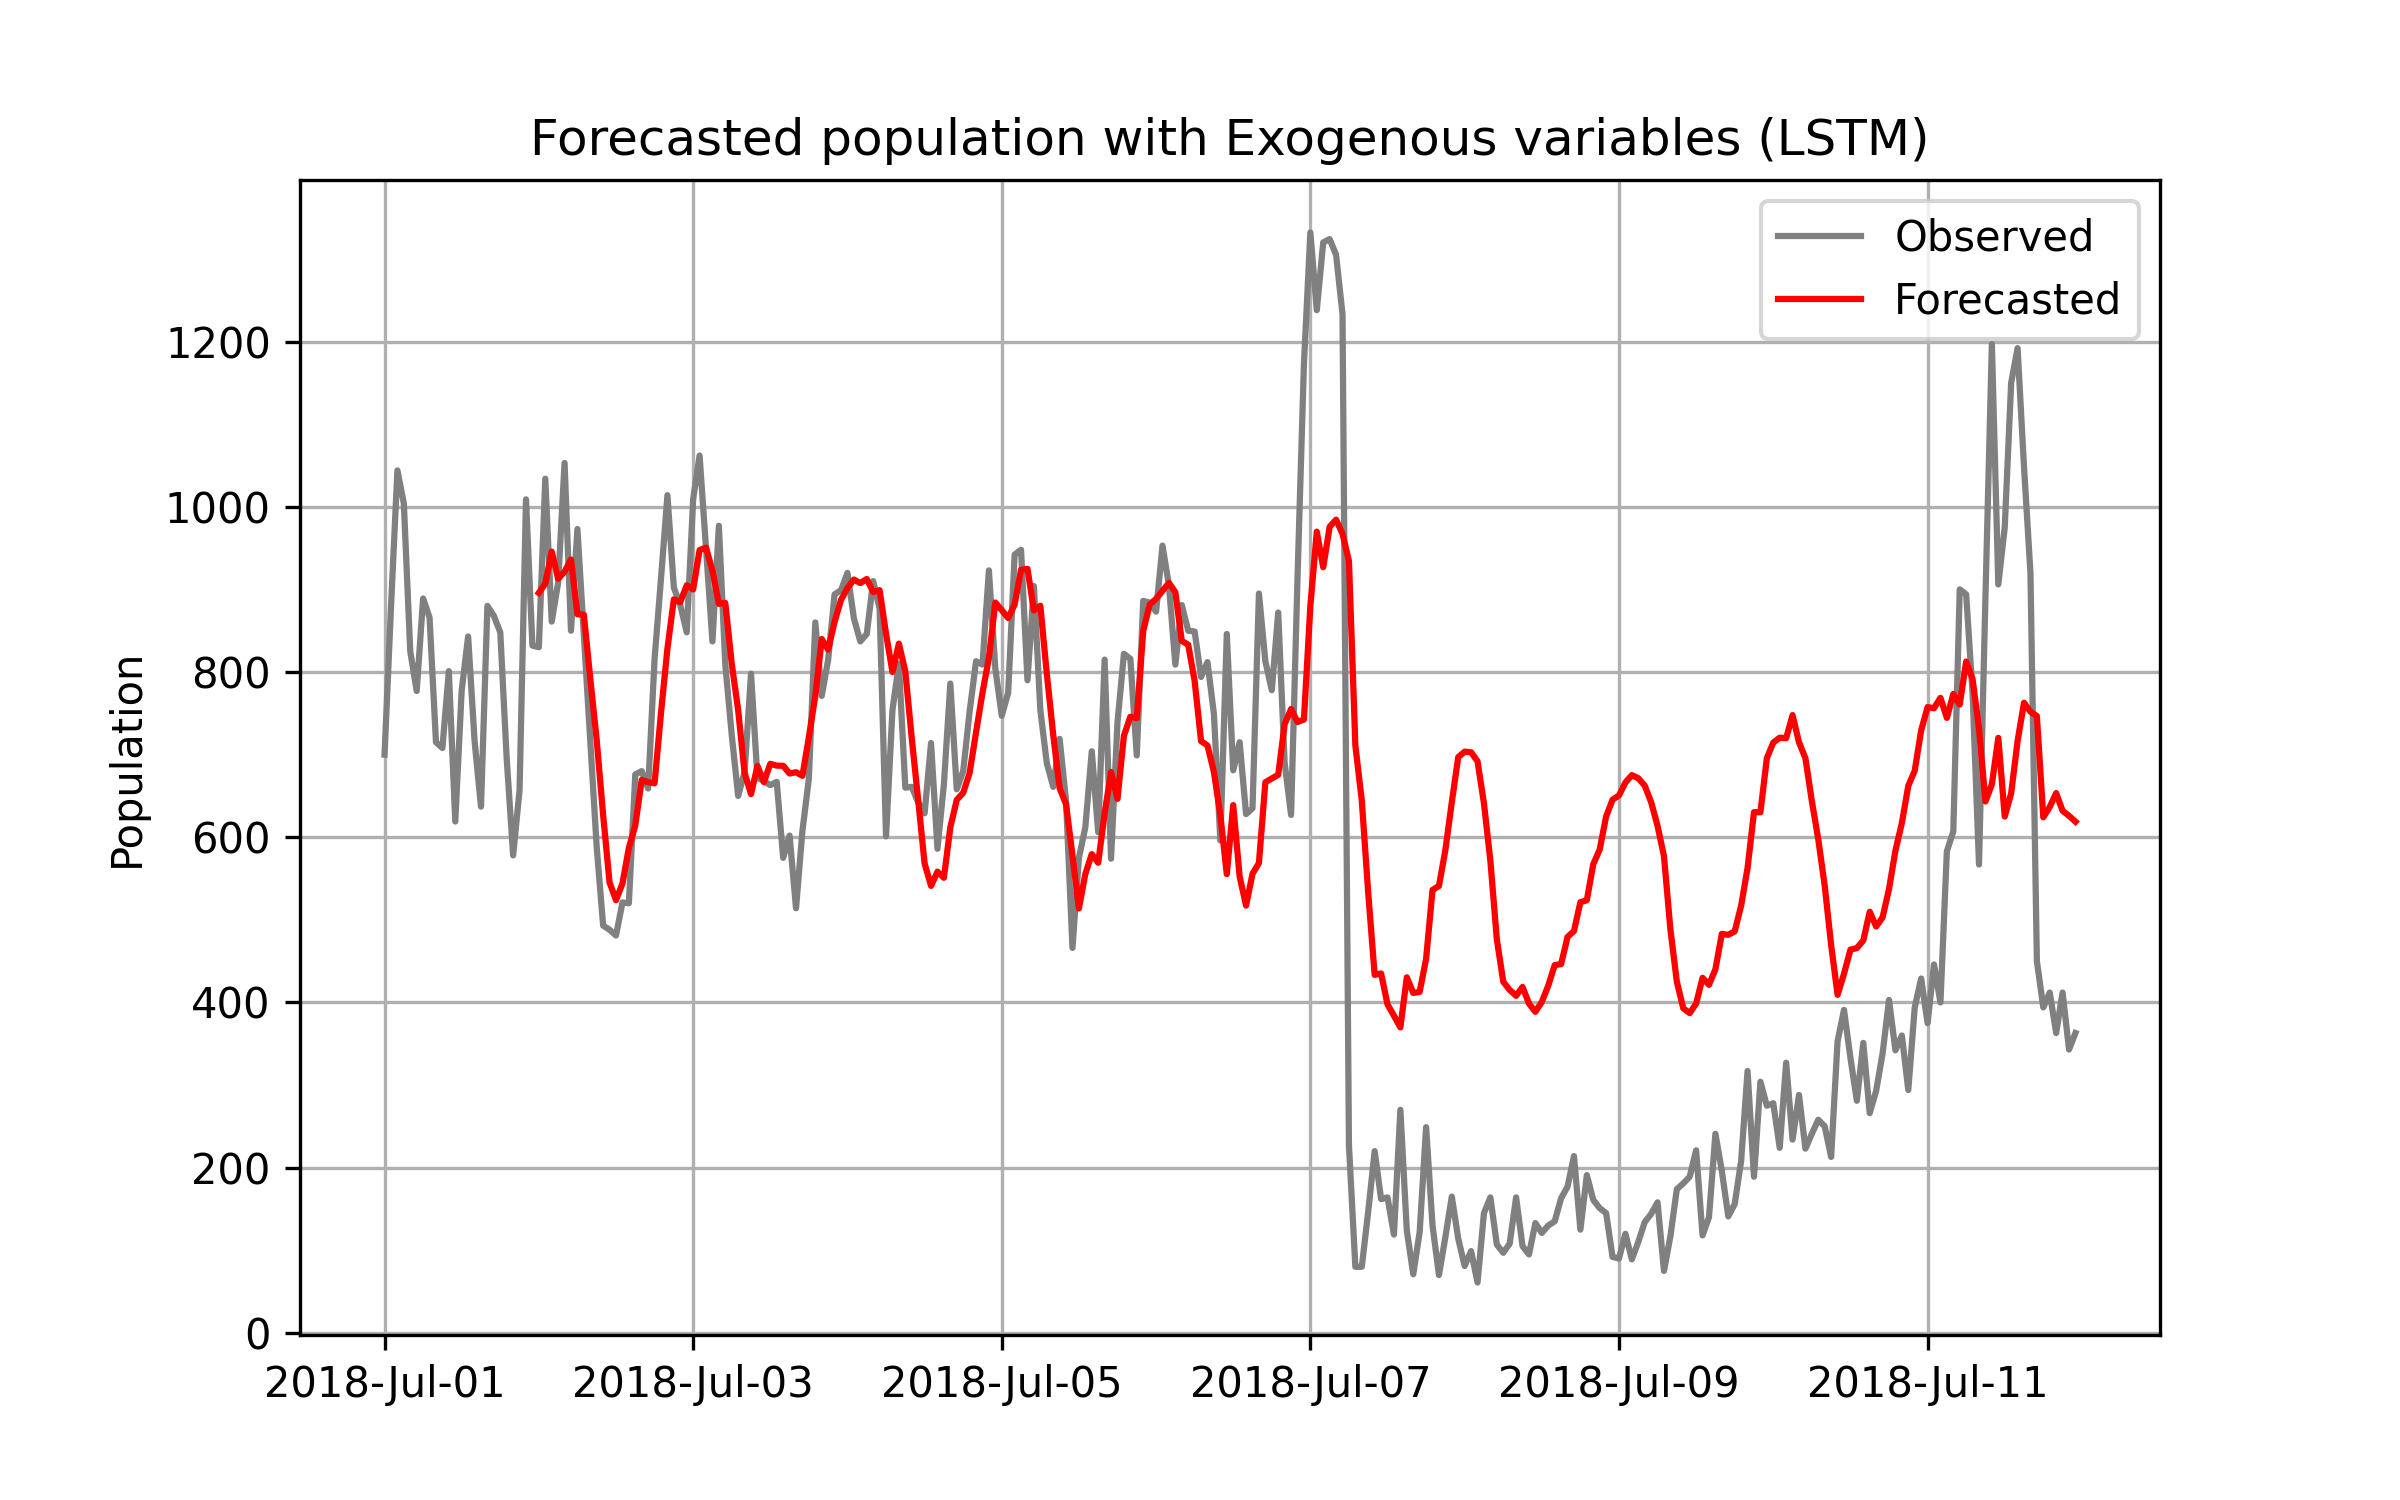 Forecasted population with Exogenous variables (LSTM)
Observed
Forecasted
Population
1200
1000
800
600
400
200
0
2018-Jul-01 2018-Jul-03 2018-Jul-05 2018-Jul-07 2018-Jul-09 2018-Jul-11